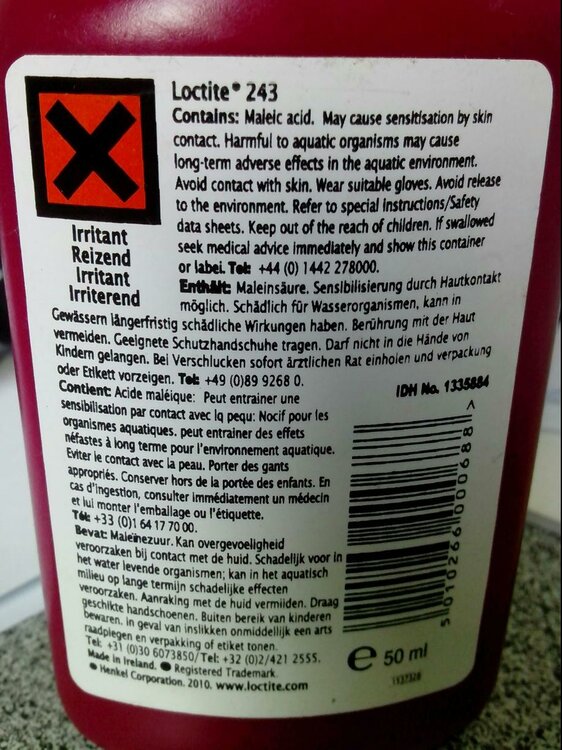 Loctite® 243
Contains: Maleic acid. May cause sensitisation by skin
contact. Harmful to aquatic organisms may cause
long-term adverse effects in the aquatic environment.
Avoid contact with skin. Wear suitable gloves. Avoid release
to the environment. Refer to special instructions/Safety
data sheets. Keep out of the reach of children. If swallowed
seek medical advice immediately and show this container
or label. Tel: +44 (0) 1442 278000.
Irritant
Reizend
Irritant
Irriterend
Enthält: Maleinsäure. Sensibilisierung durch Hautkontakt
möglich. Schädlich für Wasserorganismen, kann in
Gewässern längerfristig schädliche Wirkungen haben. Berührung mit der Haut
vermeiden. Geeignete Schutzhandschuhe tragen. Darf nicht in die Hände von
Kindern gelangen. Bei Verschlucken sofort ärztlichen Rat einholen und verpackung
oder Etikett vorzeigen. Tel: +49 (0)89 9268 0.
IDH No. 1335884
Contient: Acide maléique: Peut entrainer une
sensibilisation par contact avec lq pequ: Nocif pour les
organismes aquatiques. peut entrainer des effets
néfastes à long terme pour l'environnement aquatique.
Eviter le contact avec la peau. Porter des gants
appropriés. Conserver hors de la portée des enfants. En
cas d'ingestion, consulter immédiatement un médecin
et lui montrer l'emballage ou l'étiquette.
Tél: +33 (0)1 64 17 70 00.
Bevat: Maleïnezuur. Kan overgevoeligheid
veroorzaken bij contact met de huid. Schadelijk voor in
het water levende organismen; kan in het aquatisch
milieu op lange termijn schadelijke effecten
veroorzaken. Aanraking met de huid vermilden. Draag
geschikte handschoenen. Buiten bereik van kinderen
bewaren. in geval van inslikken onmiddellijk een arts
raadplegen en verpakking of etiket tonen.
Tel: +31 (0)30 6073850/ Tel: +32 (0)2/421 2555.
Made in Ireland. ® Registered Trademark.
© Henkel Corporation. 2010. www.loctite.com
5 010266 000688 >
e 50 ml